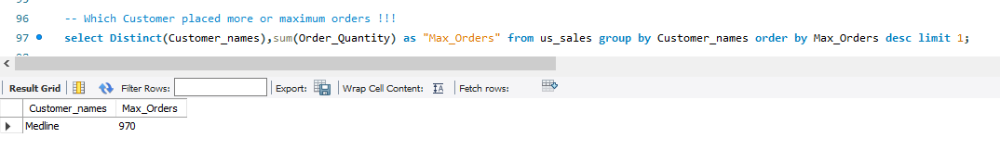 96 -- Which Customer placed more or maximum orders !!!
97 select Distinct(Customer_names),sum(Order_Quantity) as "Max_Orders" from us_sales group by Customer_names order by Max_Orders desc limit 1;
Result Grid Filter Rows: Export: Wrap Cell Content: Fetch rows:
Customer_names Max_Orders
Medline 970